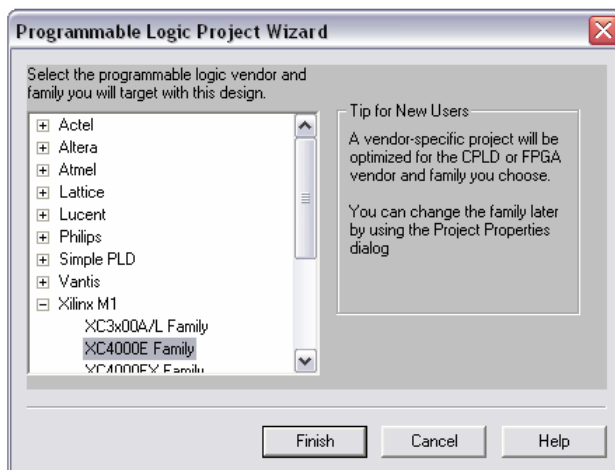 Programmable Logic Project Wizard
Select the programmable logic vendor and
family you will target with this design.
Actel
Altera
Atmel
Lattice
Lucent
Philips
Simple PLD
Vantis
Xilinx M1
XC3x00A/L Family
XC4000E Family
XC4000EX Family
Tip for New Users
A vendor-specific project will be
optimized for the CPLD or FPGA
vendor and family you choose.
You can change the family later
by using the Project Properties
dialog
Finish
Cancel
Help